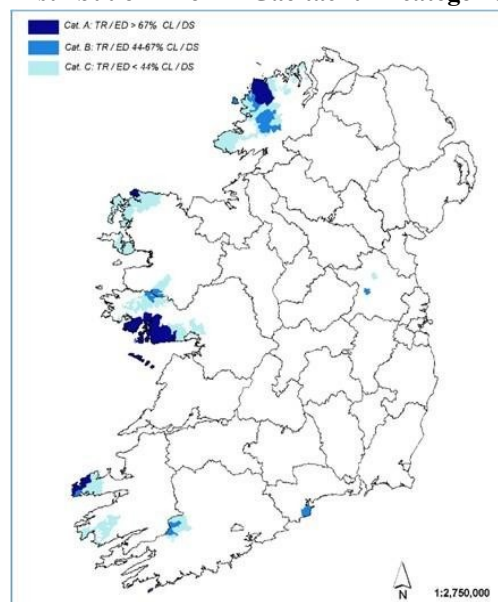 Cat. A: TR / ED > 67% CL / DS
Cat. B: TR / ED 44-67% CL / DS
Cat. C: TR / ED < 44% CL / DS
N
1:2,750,000